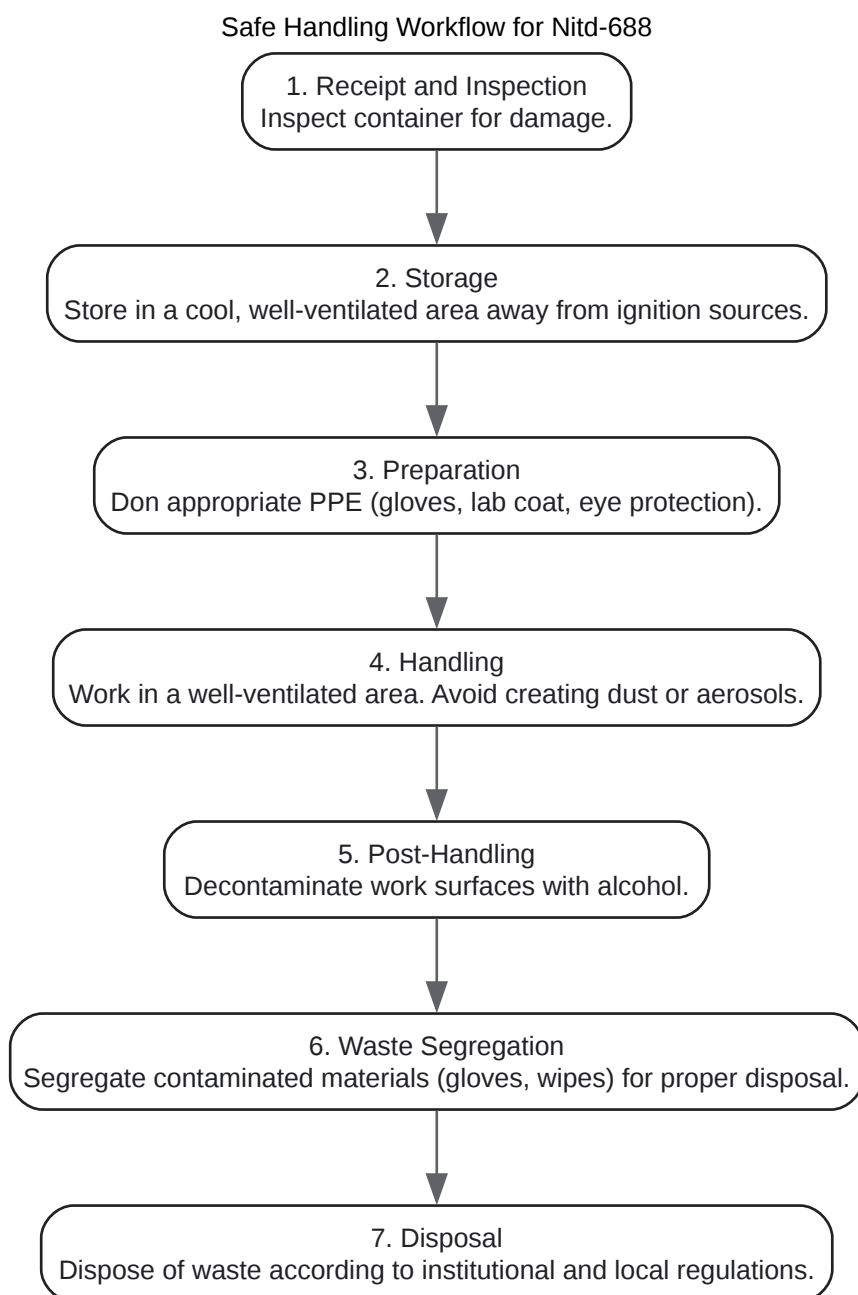 Safe Handling Workflow for Nitd-688
1. Receipt and Inspection
Inspect container for damage.
2. Storage
Store in a cool, well-ventilated area away from ignition sources.
3. Preparation
Don appropriate PPE (gloves, lab coat, eye protection).
4. Handling
Work in a well-ventilated area. Avoid creating dust or aerosols.
5. Post-Handling
Decontaminate work surfaces with alcohol.
6. Waste Segregation
Segregate contaminated materials (gloves, wipes) for proper disposal.
7. Disposal
Dispose of waste according to institutional and local regulations.